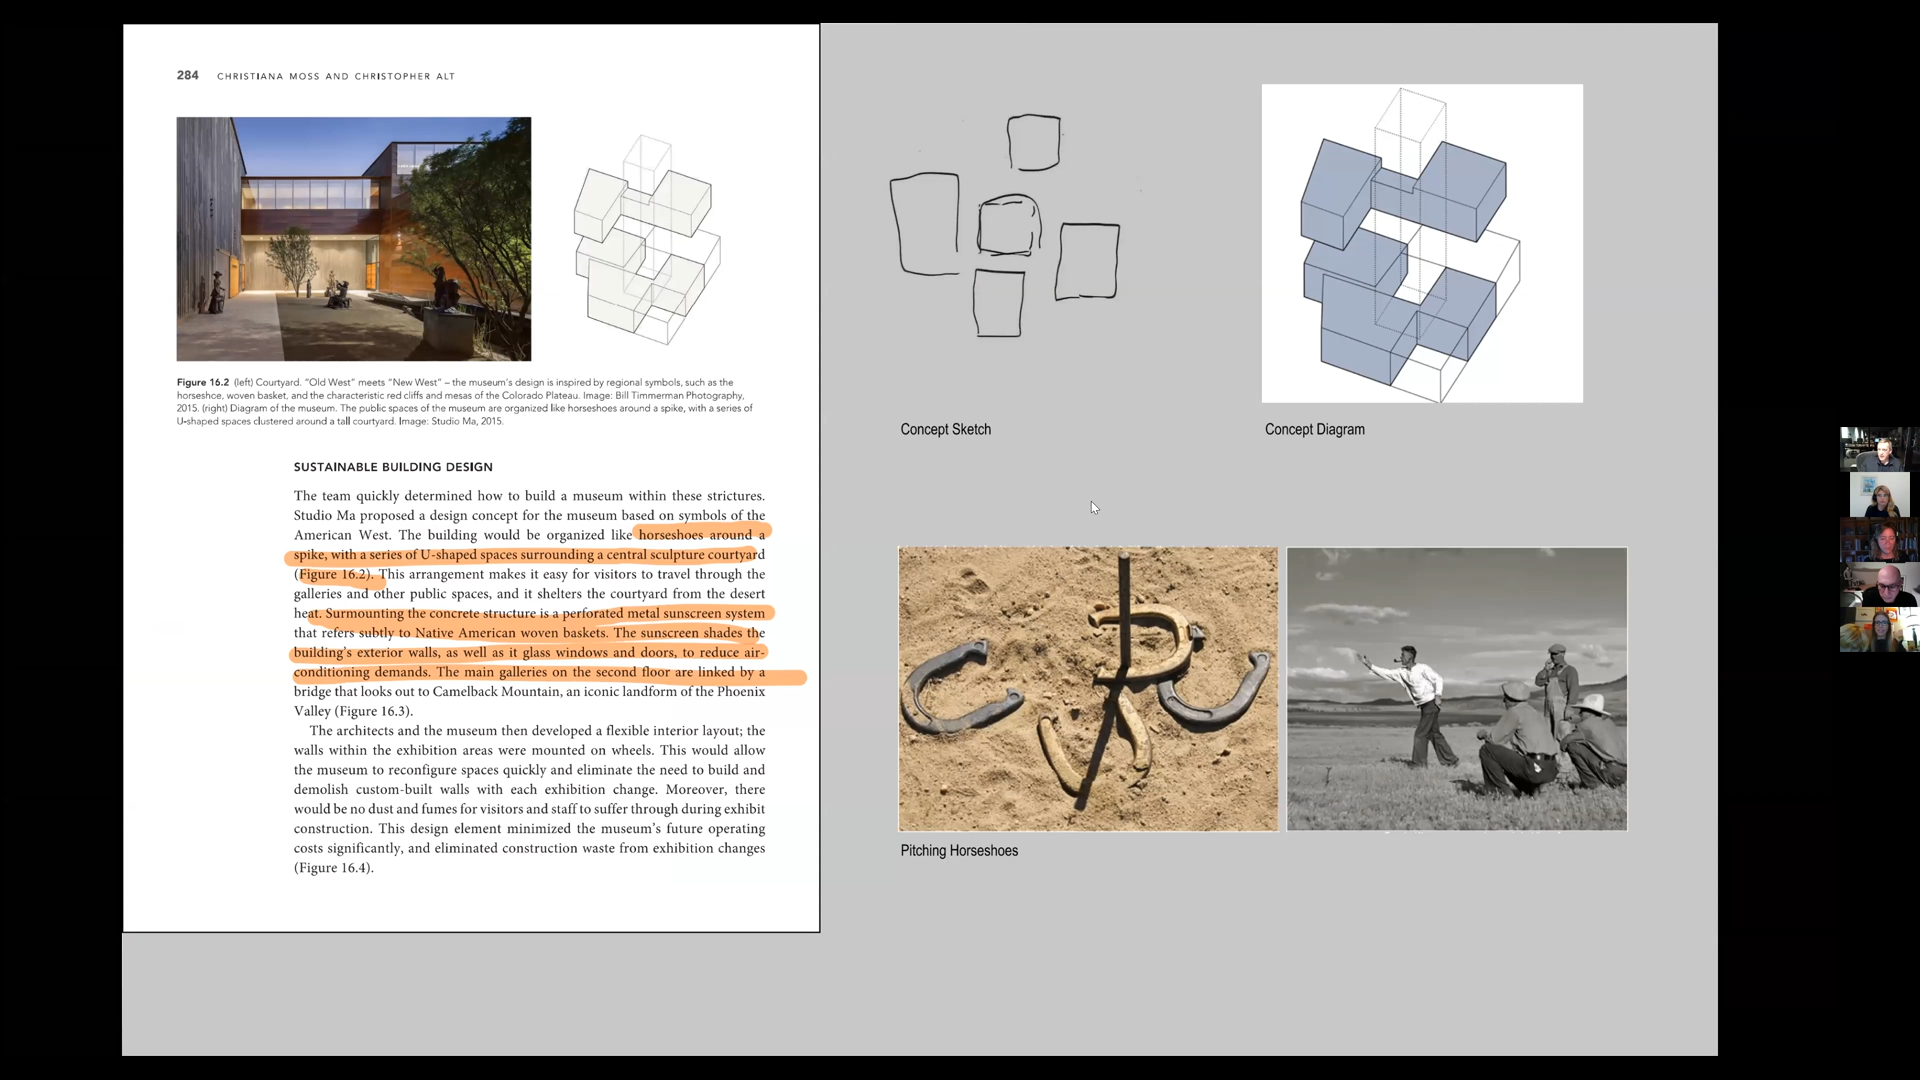 284 CHRISTIANA MOSS AND CHRISTOPHER ALT
Figure 16.2 (left) Courtyard. “Old West” meets “New West” – the museum’s design is inspired by regional symbols, such as the
horseshoe, woven basket, and the characteristic red cliffs and mesas of the Colorado Plateau. Image: Bill Timmerman Photography,
2015. (right) Diagram of the museum. The public spaces of the museum are organized like horseshoes around a spike, with a series of
U-shaped spaces clustered around a tall courtyard. Image: Studio Ma, 2015.
SUSTAINABLE BUILDING DESIGN
The team quickly determined how to build a museum within these strictures.
Studio Ma proposed a design concept for the museum based on symbols of the
American West. The building would be organized like horseshoes around a
spike, with a series of U-shaped spaces surrounding a central sculpture courtyard
(Figure 16.2). This arrangement makes it easy for visitors to travel through the
galleries and other public spaces, and it shelters the courtyard from the desert
heat. Surmounting the concrete structure is a perforated metal sunscreen system
that refers subtly to Native American woven baskets. The sunscreen shades the
building’s exterior walls, as well as it glass windows and doors, to reduce air-
conditioning demands. The main galleries on the second floor are linked by a
bridge that looks out to Camelback Mountain, an iconic landform of the Phoenix
Valley (Figure 16.3).
The architects and the museum then developed a flexible interior layout; the
walls within the exhibition areas were mounted on wheels. This would allow
the museum to reconfigure spaces quickly and eliminate the need to build and
demolish custom-built walls with each exhibition change. Moreover, there
would be no dust and fumes for visitors and staff to suffer through during exhibit
construction. This design element minimized the museum’s future operating
costs significantly, and eliminated construction waste from exhibition changes
(Figure 16.4).
Concept Sketch
Concept Diagram
Pitching Horseshoes